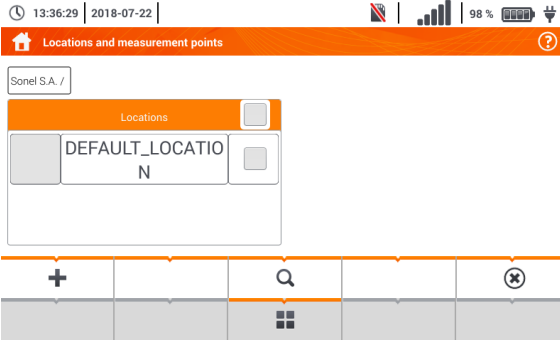 13:36:29 2018-07-22 98 %
Locations and measurement points ?
Sonel S.A. /
Locations
DEFAULT_LOCATIO
N